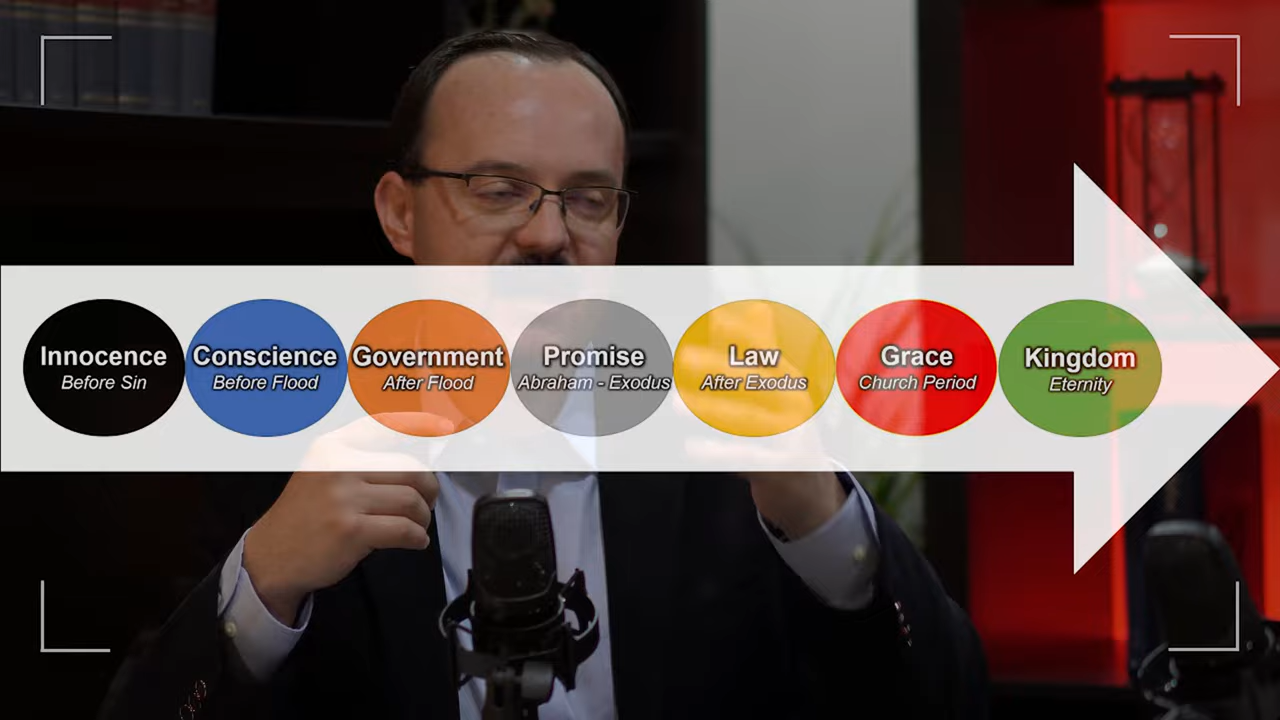 Innocence
Before Sin
Conscience
Before Flood
Government
After Flood
Promise
Abraham - Exodus
Law
After Exodus
Grace
Church Period
Kingdom
Eternity